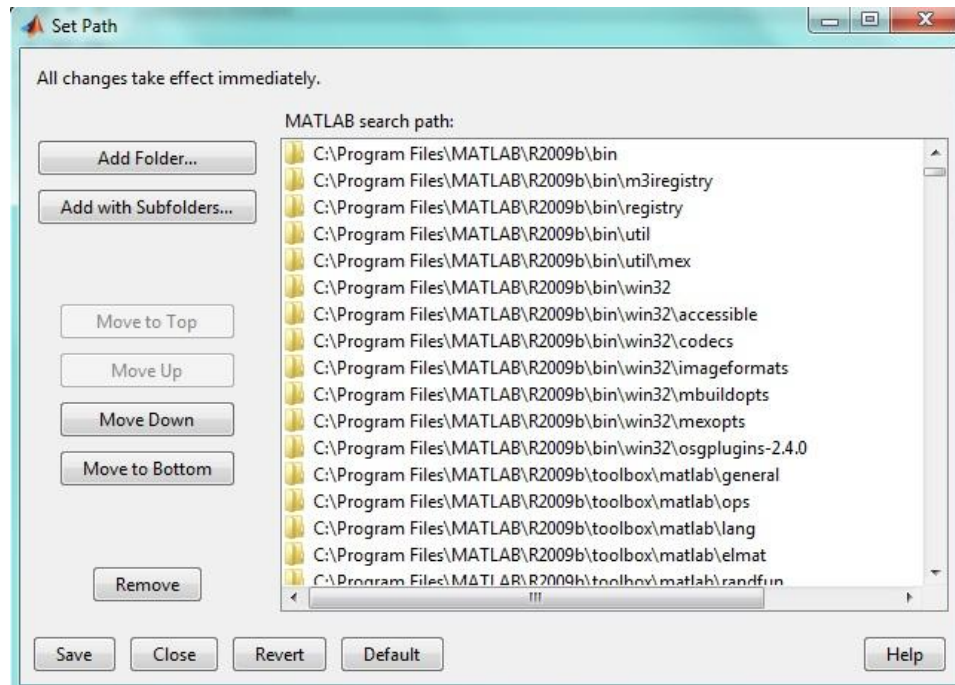 Set Path
All changes take effect immediately.
MATLAB search path:
Add Folder...
Add with Subfolders...
Move to Top
Move Up
Move Down
Move to Bottom
Remove
C:\Program Files\MATLAB\R2009b\bin
C:\Program Files\MATLAB\R2009b\bin\m3iregistry
C:\Program Files\MATLAB\R2009b\bin\registry
C:\Program Files\MATLAB\R2009b\bin\util
C:\Program Files\MATLAB\R2009b\bin\util\mex
C:\Program Files\MATLAB\R2009b\bin\win32
C:\Program Files\MATLAB\R2009b\bin\win32\accessible
C:\Program Files\MATLAB\R2009b\bin\win32\codecs
C:\Program Files\MATLAB\R2009b\bin\win32\imageformats
C:\Program Files\MATLAB\R2009b\bin\win32\mbuildopts
C:\Program Files\MATLAB\R2009b\bin\win32\mexopts
C:\Program Files\MATLAB\R2009b\bin\win32\osgplugins-2.4.0
C:\Program Files\MATLAB\R2009b\toolbox\matlab\general
C:\Program Files\MATLAB\R2009b\toolbox\matlab\ops
C:\Program Files\MATLAB\R2009b\toolbox\matlab\lang
C:\Program Files\MATLAB\R2009b\toolbox\matlab\elmat
C:\Program Files\MATLAB\R2009b\toolbox\matlab\randfun
Save
Close
Revert
Default
Help